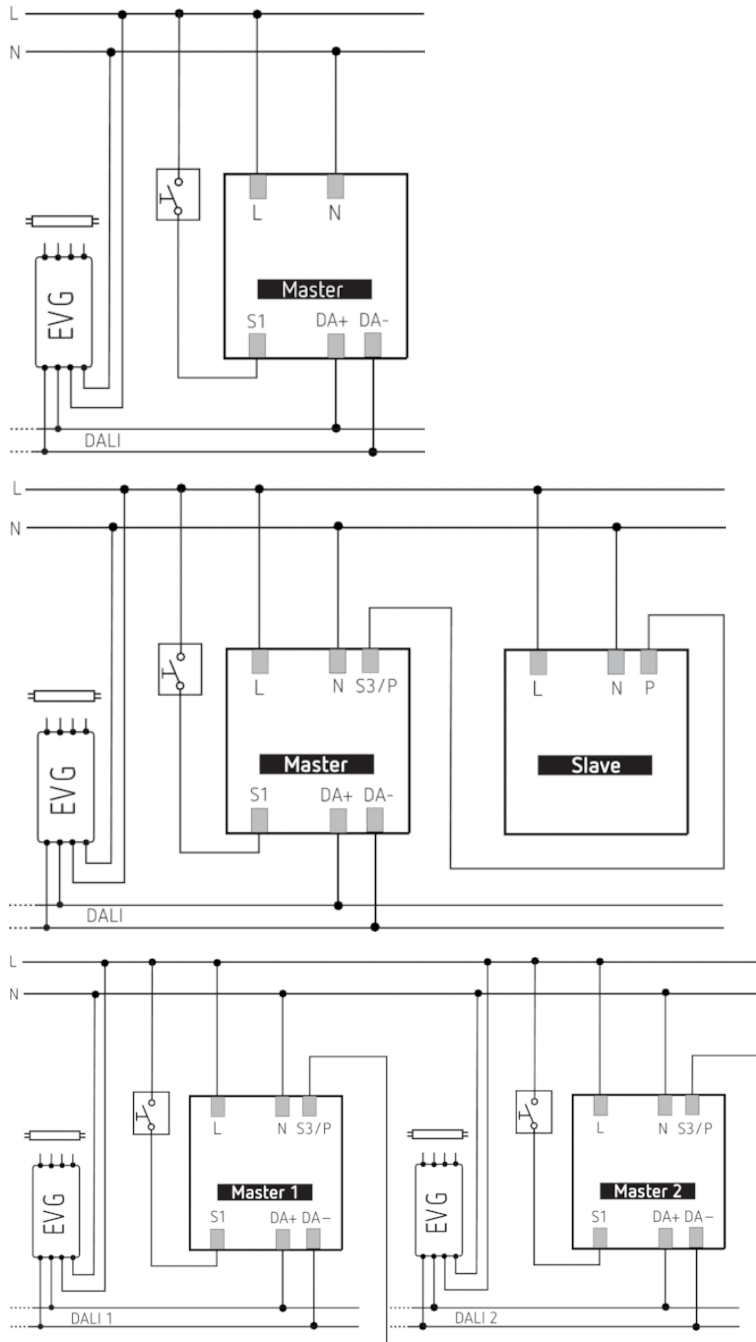 L
N
L N
Master
S1 DA+ DA-
EVG
DALI
L
N
L N S3/P
L N P
Master
Slave
S1 DA+ DA-
EVG
DALI
L
N
L N S3/P
L N S3/P
Master 1
Master 2
S1 DA+ DA−
S1 DA+ DA−
EVG
EVG
DALI 1
DALI 2